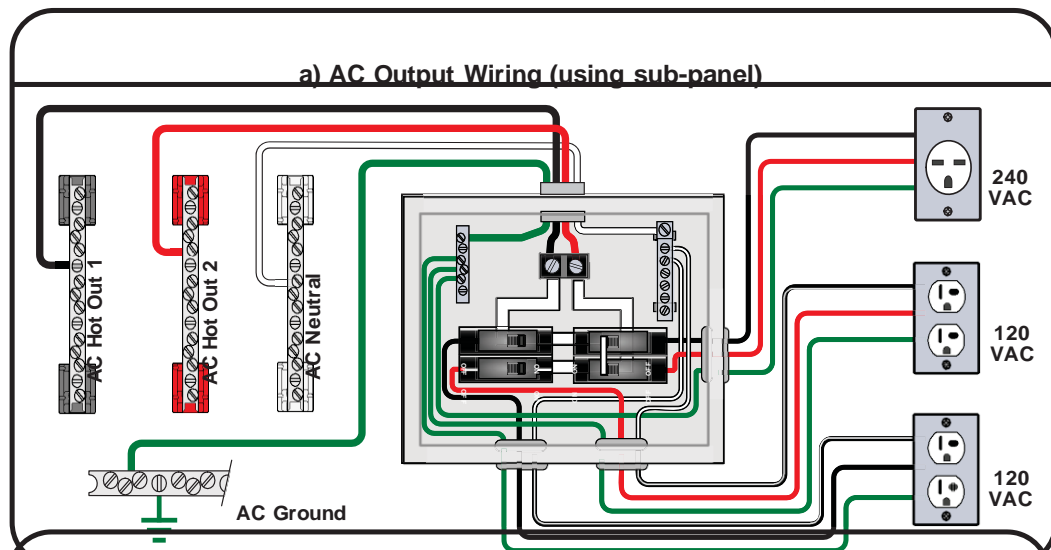 a) AC Output Wiring (using sub-panel)
AC Hot Out 1
AC Hot Out 2
AC Neutral
AC Ground
240
VAC
120
VAC
120
VAC
OFF